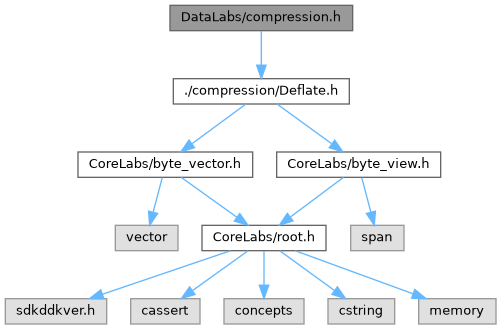 DataLabs/compression.h
./compression/Deflate.h
CoreLabs/byte_vector.h
CoreLabs/byte_view.h
vector
CoreLabs/root.h
span
sdkddkver.h
cassert
concepts
cstring
memory